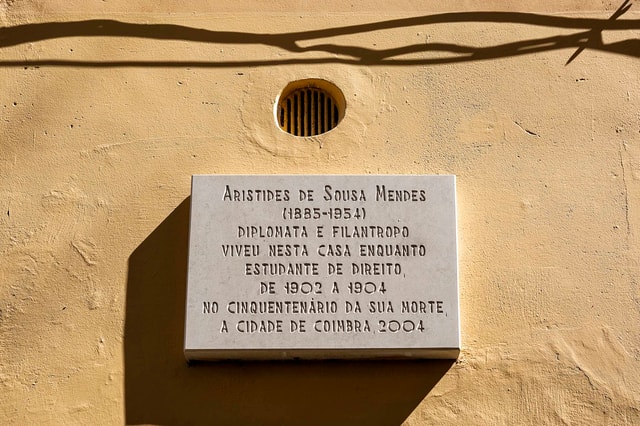 ARISTIDES DE SOUSA MENDES
(1885-1954)
DIPLOMATA E FILANTROPO
VIVEU NESTA CASA ENQUANTO
ESTUDANTE DE DIREITO,
DE 1902 A 1904
NO CINQUENTENÁRIO DA SUA MORTE,
A CIDADE DE COIMBRA, 2004